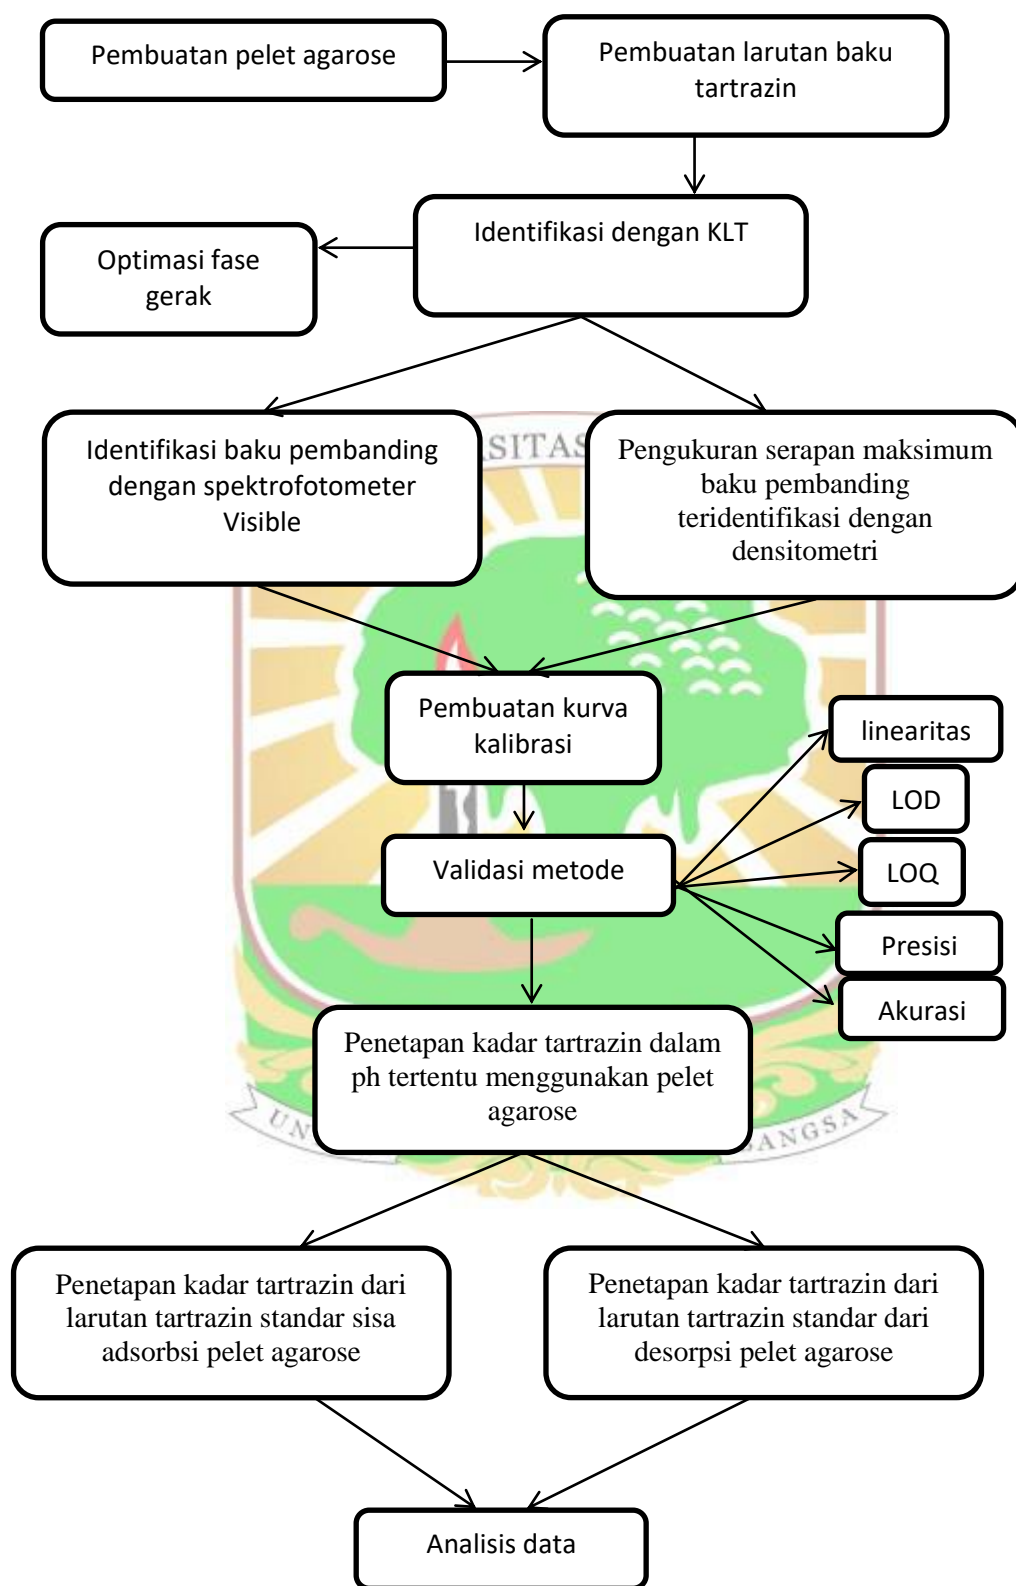 Pembuatan pelet agarose
Pembuatan larutan baku
tartrazin
Identifikasi dengan KLT
Optimasi fase
gerak
Identifikasi baku pembanding
dengan spektrofotometer
Visible
SITAS
Pengukuran serapan maksimum
baku pembanding
teridentifikasi dengan
densitometri
Pembuatan kurva
kalibrasi
linearitas
LOD
Validasi metode
LOQ
Presisi
Akurasi
Penetapan kadar tartrazin dalam
ph tertentu menggunakan pelet
agarose
UN
BANGSA
Penetapan kadar tartrazin dari
larutan tartrazin standar sisa
adsorbsi pelet agarose
Penetapan kadar tartrazin dari
larutan tartrazin standar dari
desorpsi pelet agarose
Analisis data